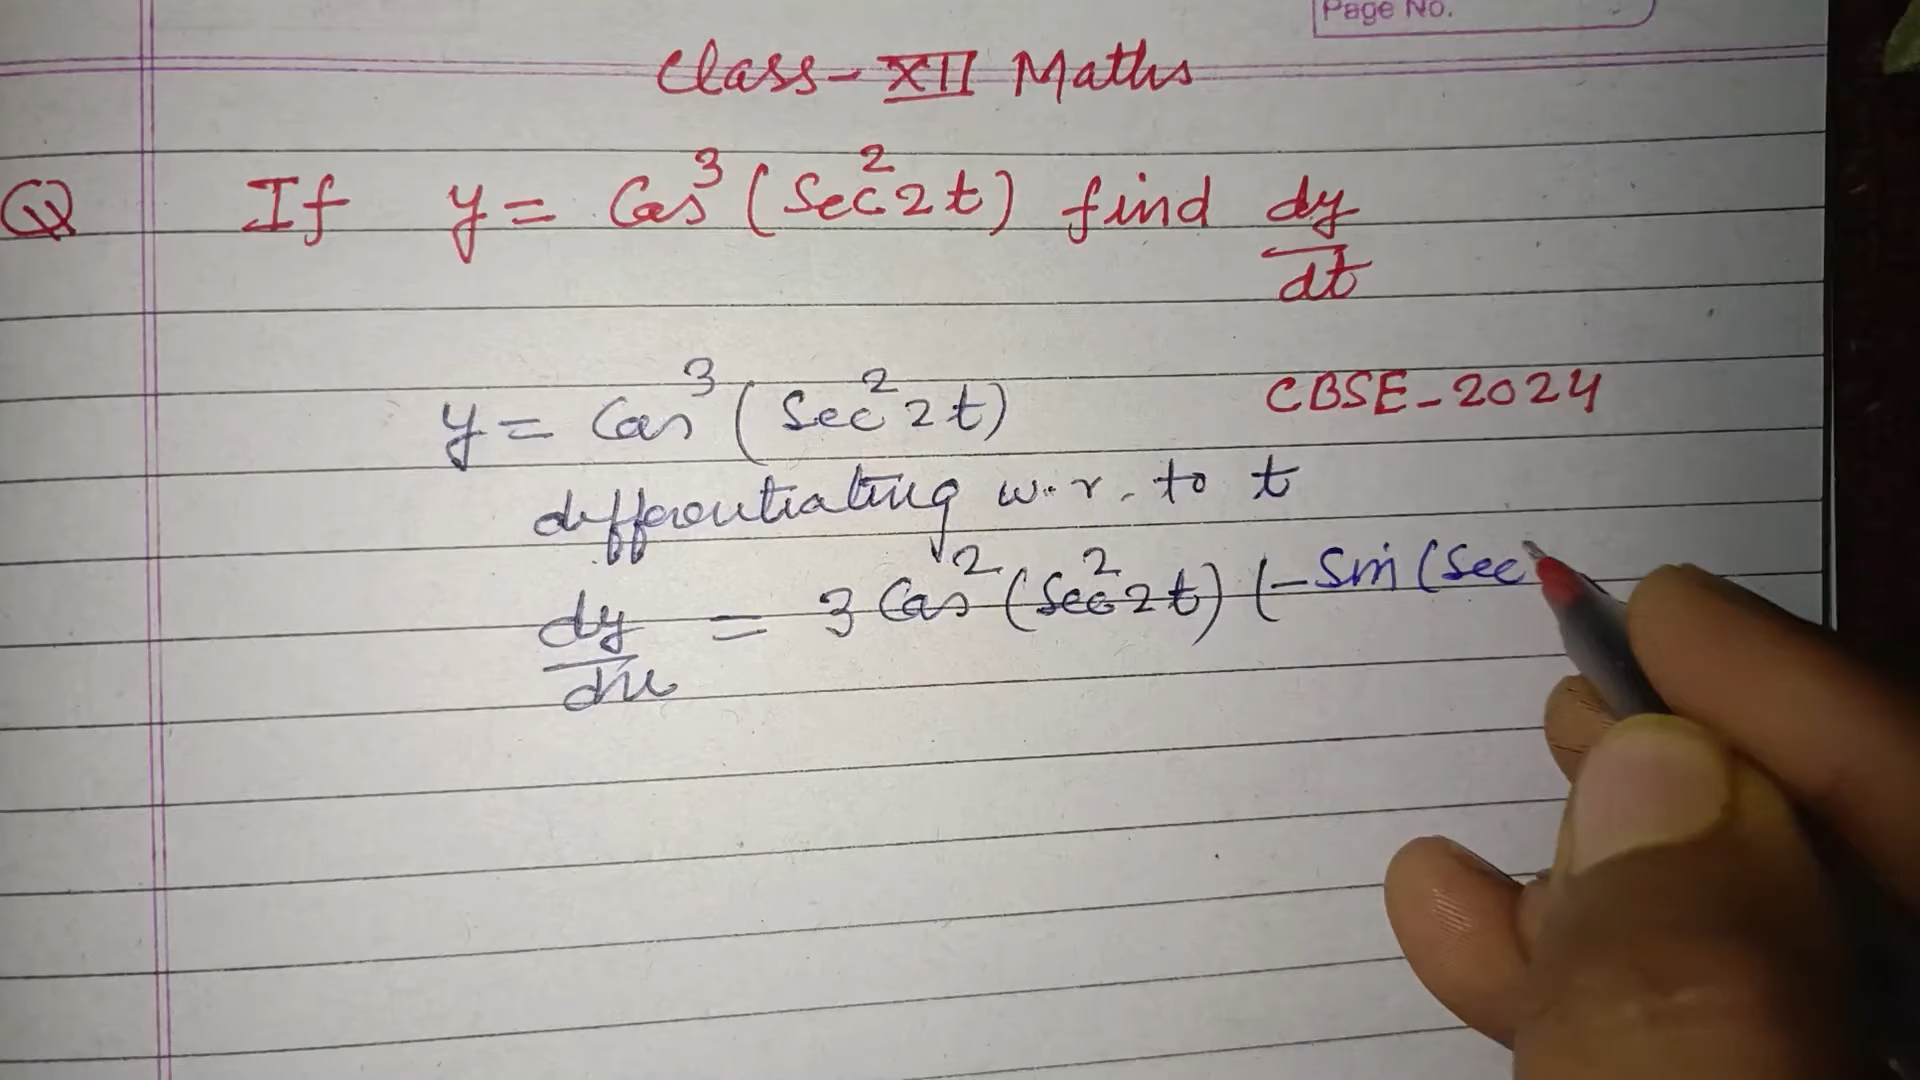 Page No.
Class-XII Maths
Q If y = Cos³ (Sec²2t) find dy/dt
y = Cos³ (Sec²2t)
CBSE-2024
differentiating w.r. to t
dy/dx = 3 Cos² (Sec²2t) (-Sin (Sec